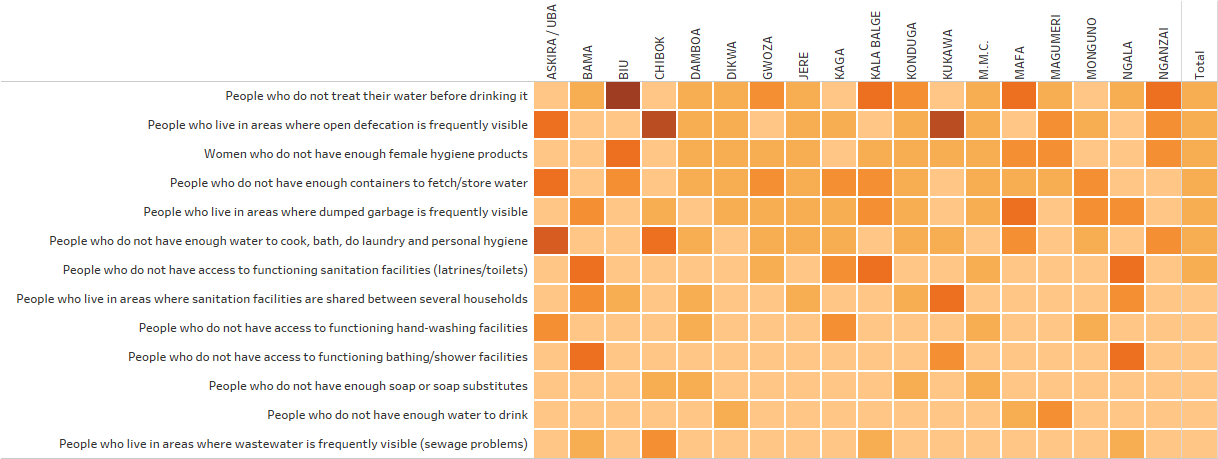 ASKIRA / UBA
BAMA
BIU
CHIBOK
DAMBOA
DIKWA
GWOZA
JERE
KAGA
KALA BALGE
KONDUGA
KUKAWA
M.M.C.
MAFA
MAGUMERI
MONGUNO
NGALA
NGANZAI
Total
People who do not treat their water before drinking it
People who live in areas where open defecation is frequently visible
Women who do not have enough female hygiene products
People who do not have enough containers to fetch/store water
People who live in areas where dumped garbage is frequently visible
People who do not have enough water to cook, bath, do laundry and personal hygiene
People who do not have access to functioning sanitation facilities (latrines/toilets)
People who live in areas where sanitation facilities are shared between several households
People who do not have access to functioning hand-washing facilities
People who do not have access to functioning bathing/shower facilities
People who do not have enough soap or soap substitutes
People who do not have enough water to drink
People who live in areas where wastewater is frequently visible (sewage problems)